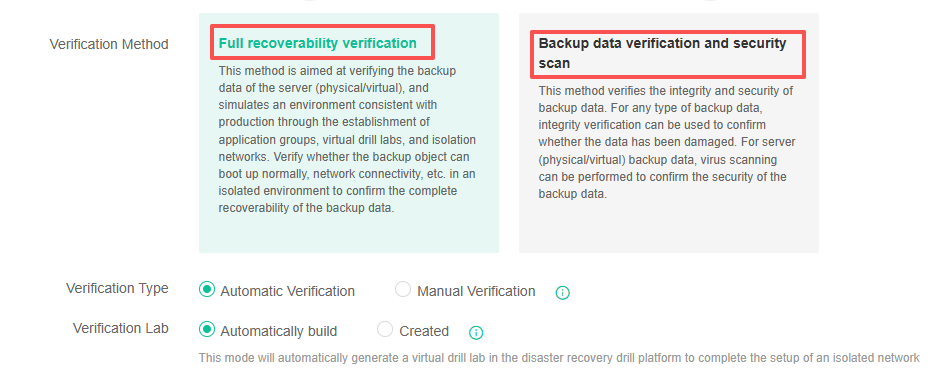 Verification Method
Full recoverability verification
This method is aimed at verifying the backup
data of the server (physical/virtual), and
simulates an environment consistent with
production through the establishment of
application groups, virtual drill labs, and isolation
networks. Verify whether the backup object can
boot up normally, network connectivity, etc. in an
isolated environment to confirm the complete
recoverability of the backup data.
Backup data verification and security
scan
This method verifies the integrity and security of
backup data. For any type of backup data,
integrity verification can be used to confirm
whether the data has been damaged. For server
(physical/virtual) backup data, virus scanning
can be performed to confirm the security of the
backup data.
Verification Type
Automatic Verification
Manual Verification
Verification Lab
Automatically build
Created
This mode will automatically generate a virtual drill lab in the disaster recovery drill platform to complete the setup of an isolated network